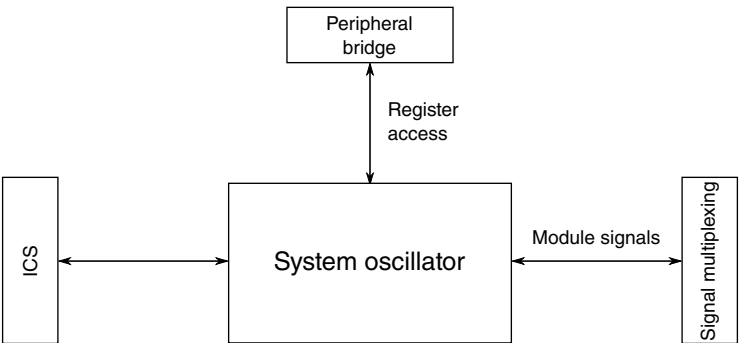 Peripheral
bridge
Register
access
ICS
System oscillator
Module signals
Signal multiplexing